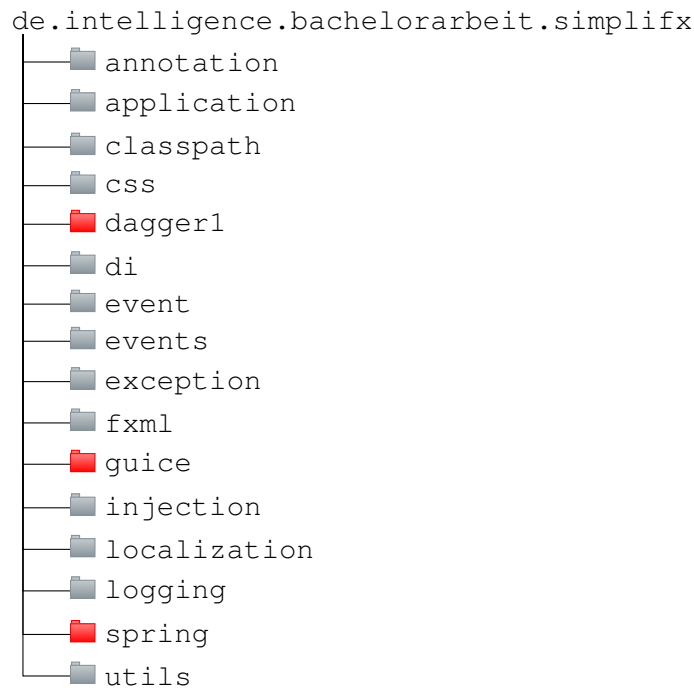 de.intelligence.bachelorarbeit.simplifx
annotation
application
classpath
css
dagger1
di
event
events
exception
fxml
guice
injection
localization
logging
spring
utils